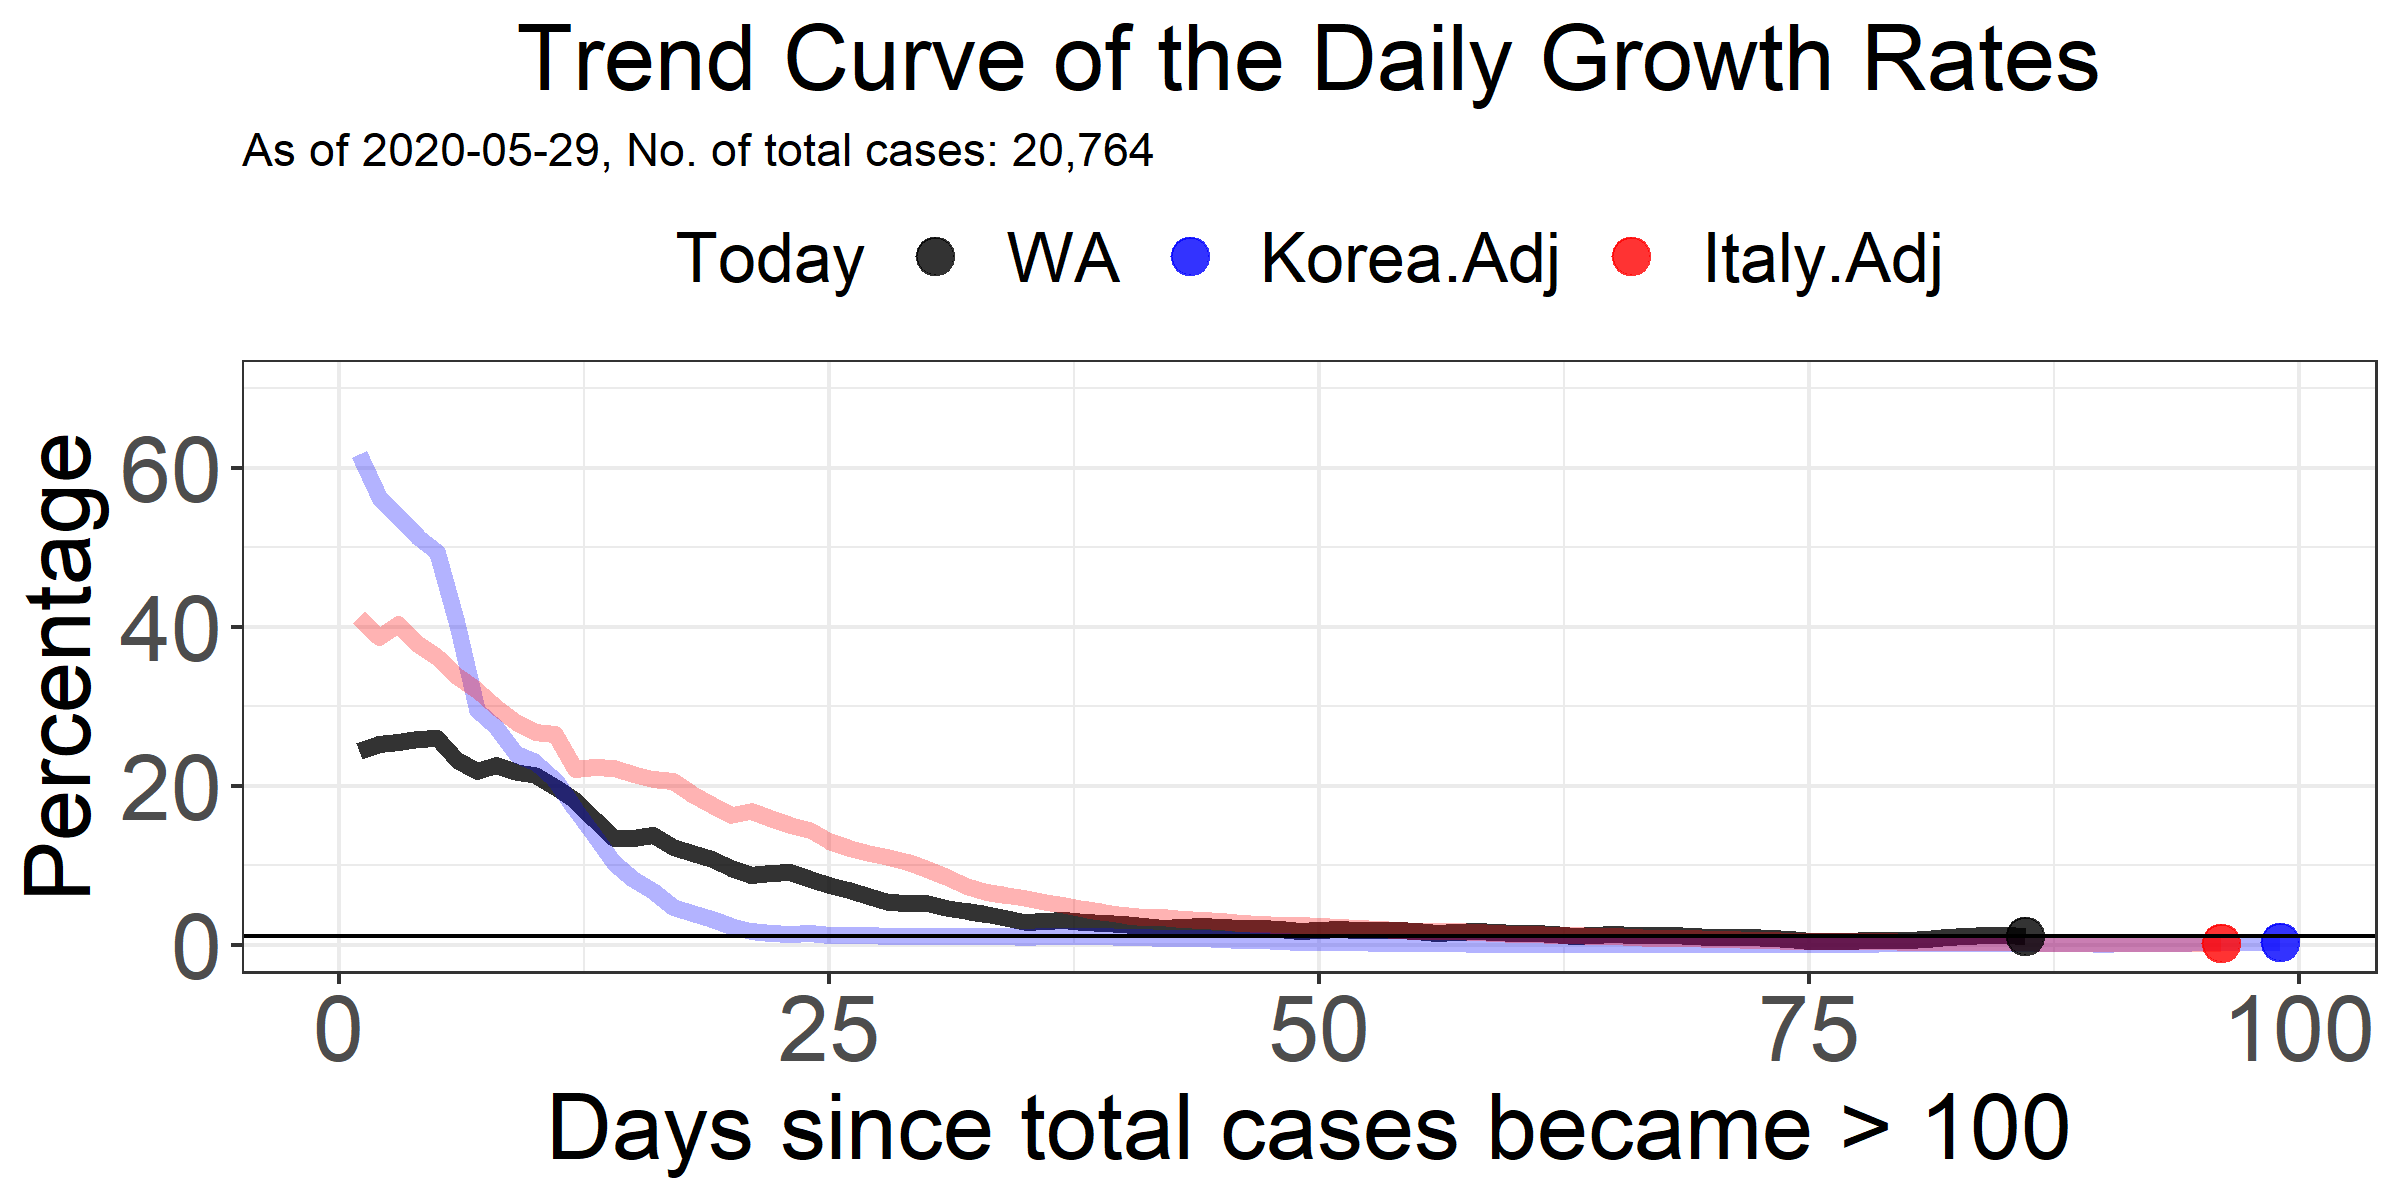 Trend Curve of the Daily Growth Rates
As of 2020-05-29, No. of total cases: 20,764
Today WA Korea.Adj Italy.Adj
Percentage
60
40
20
0
0 25 50 75 100
Days since total cases became > 100